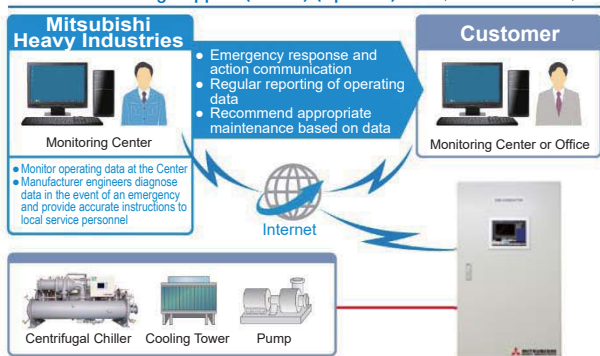 Mitsubishi
Heavy Industries
Monitoring Center
● Monitor operating data at the Center
● Manufacturer engineers diagnose
data in the event of an emergency
and provide accurate instructions to
local service personnel
● Emergency response and
action communication
● Regular reporting of operating
data
● Recommend appropriate
maintenance based on data
Customer
Monitoring Center or Office
Internet
Centrifugal Chiller
Cooling Tower
Pump
MITSUBISHI